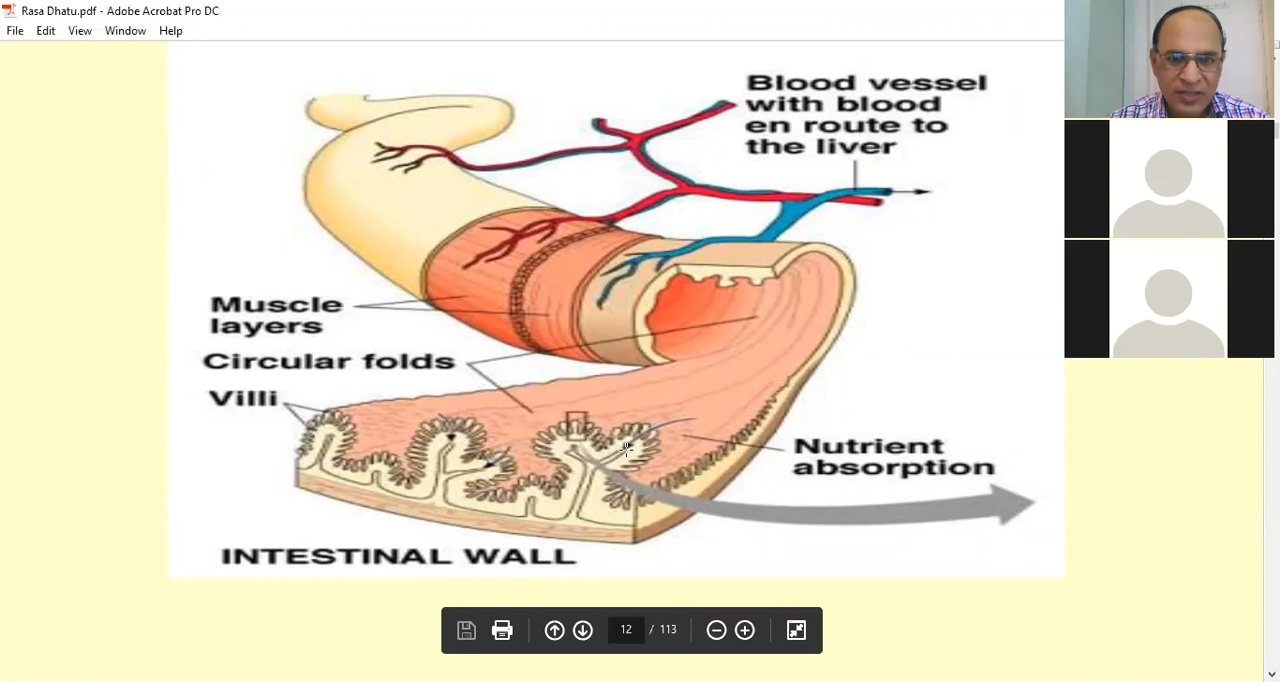 Rasa Dhatu.pdf - Adobe Acrobat Pro DC
File Edit View Window Help
Blood vessel
with blood
en route to
the liver
Muscle
layers
Circular folds
Villi
Nutrient
absorption
INTESTINAL WALL
12 / 113